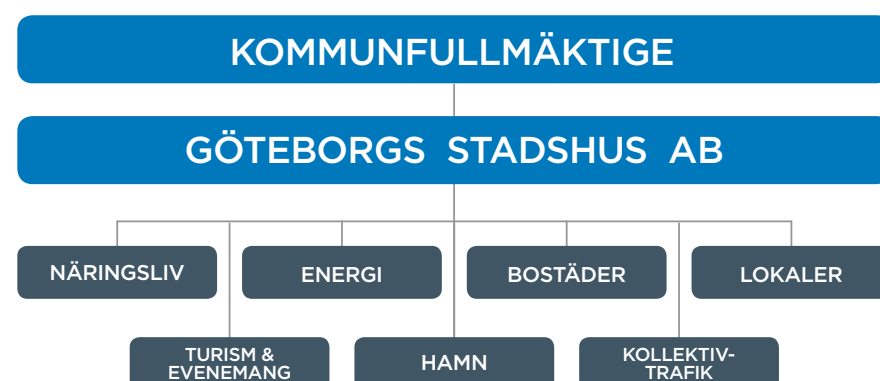 KOMMUNFULLMÄKTIGE
GÖTEBORGS STADSHUS AB
NÄRINGSLIV
ENERGI
BOSTÄDER
LOKALER
TURISM &
EVENEMANG
HAMN
KOLLEKTIV-
TRAFIK